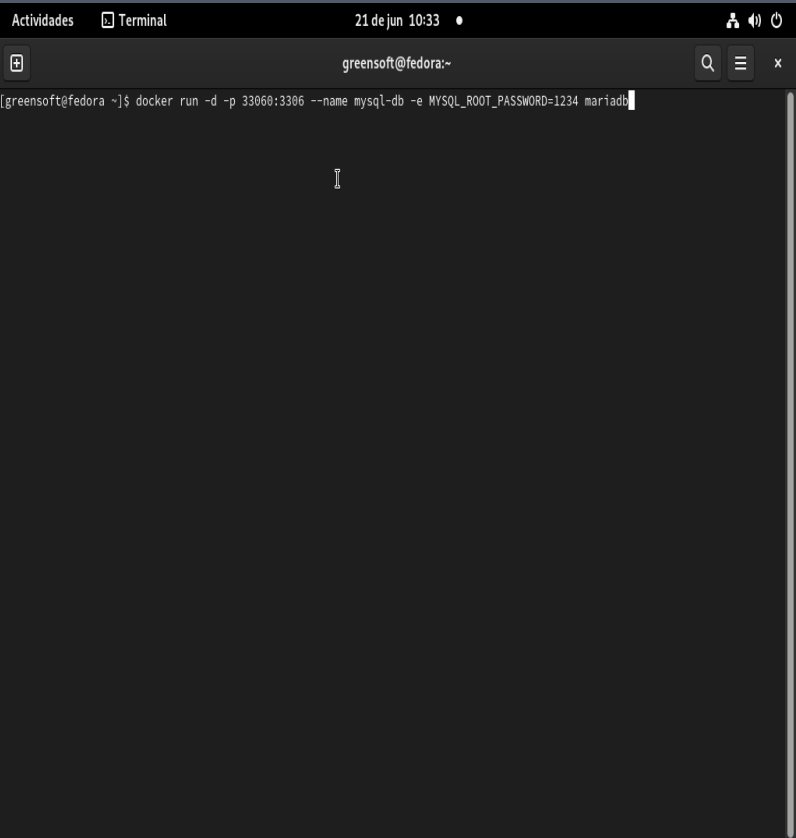 Actividades Terminal 21 de jun 10:33
greensoft@fedora:~
[greensoft@fedora ~]$ docker run -d -p 33060:3306 --name mysql-db -e MYSQL_ROOT_PASSWORD=1234 mariadb